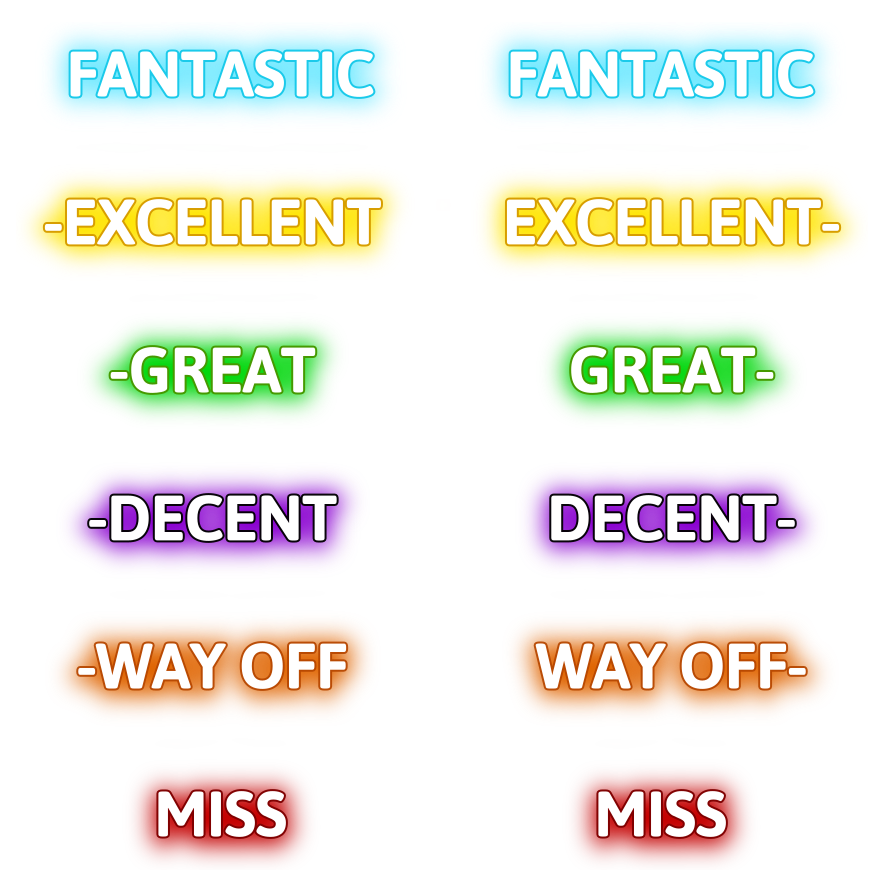 FANTASTIC FANTASTIC
-EXCELLENT EXCELLENT-
-GREAT GREAT-
-DECENT DECENT-
-WAY OFF WAY OFF-
MISS MISS